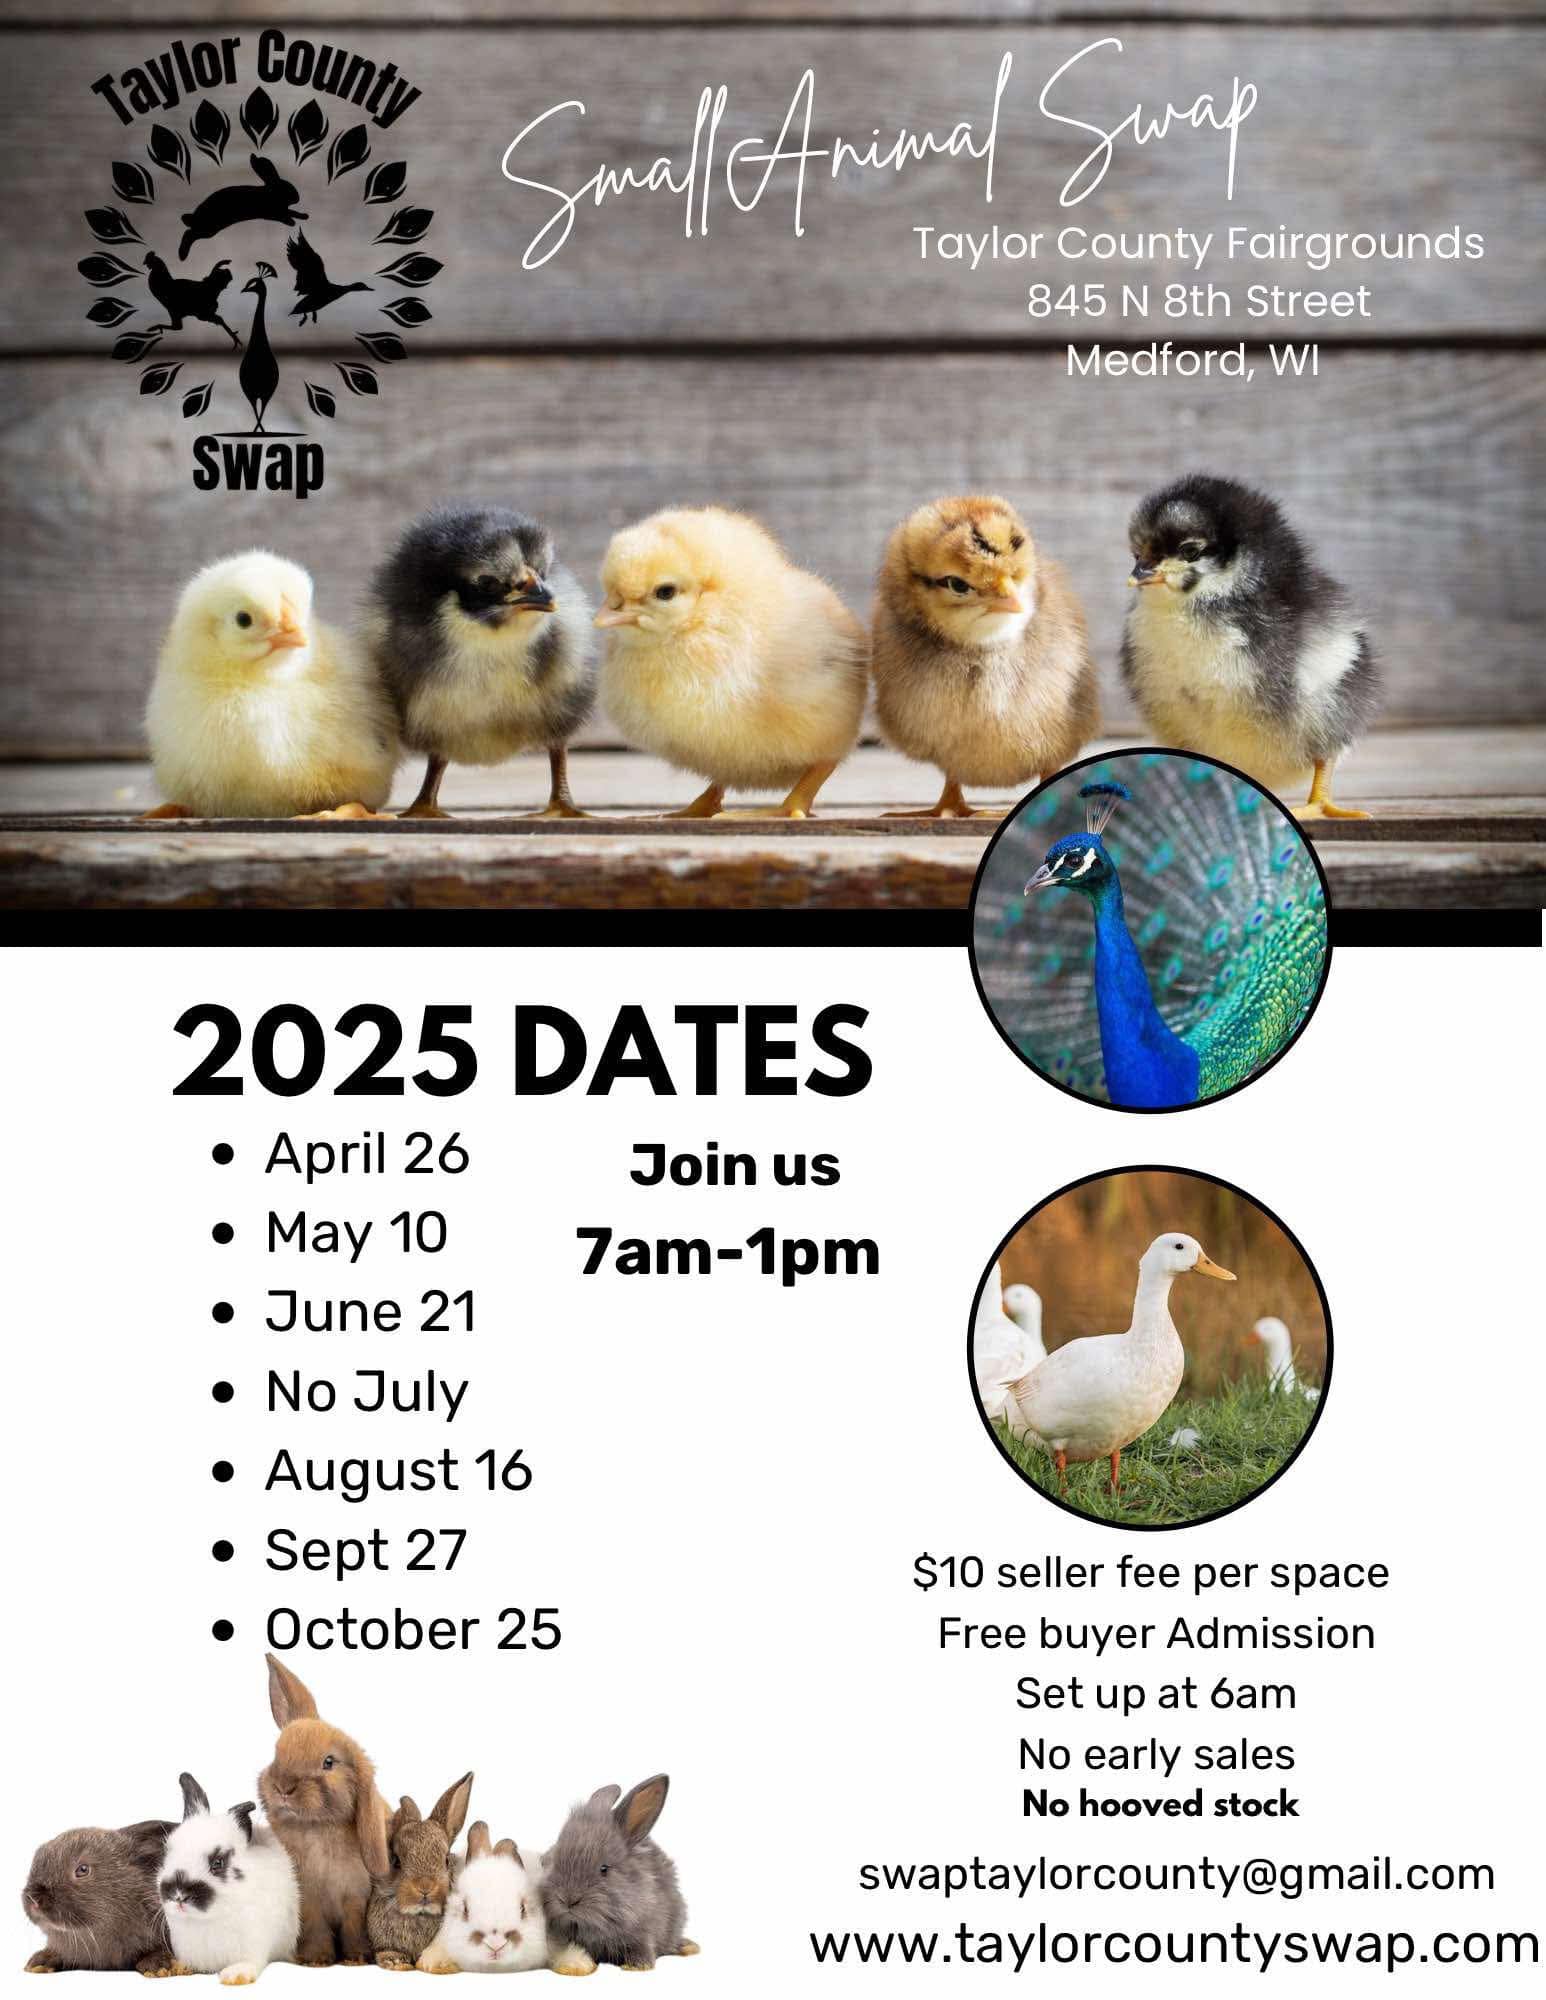 Taylor County
Swap
Small Animal Swap
Taylor County Fairgrounds
845 N 8th Street
Medford, WI
2025 DATES
• April 26
• May 10
• June 21
• No July
• August 16
• Sept 27
• October 25
Join us
7am-1pm
$10 seller fee per space
Free buyer Admission
Set up at 6am
No early sales
No hooved stock
swaptaylorcounty@gmail.com
www.taylorcountyswap.com